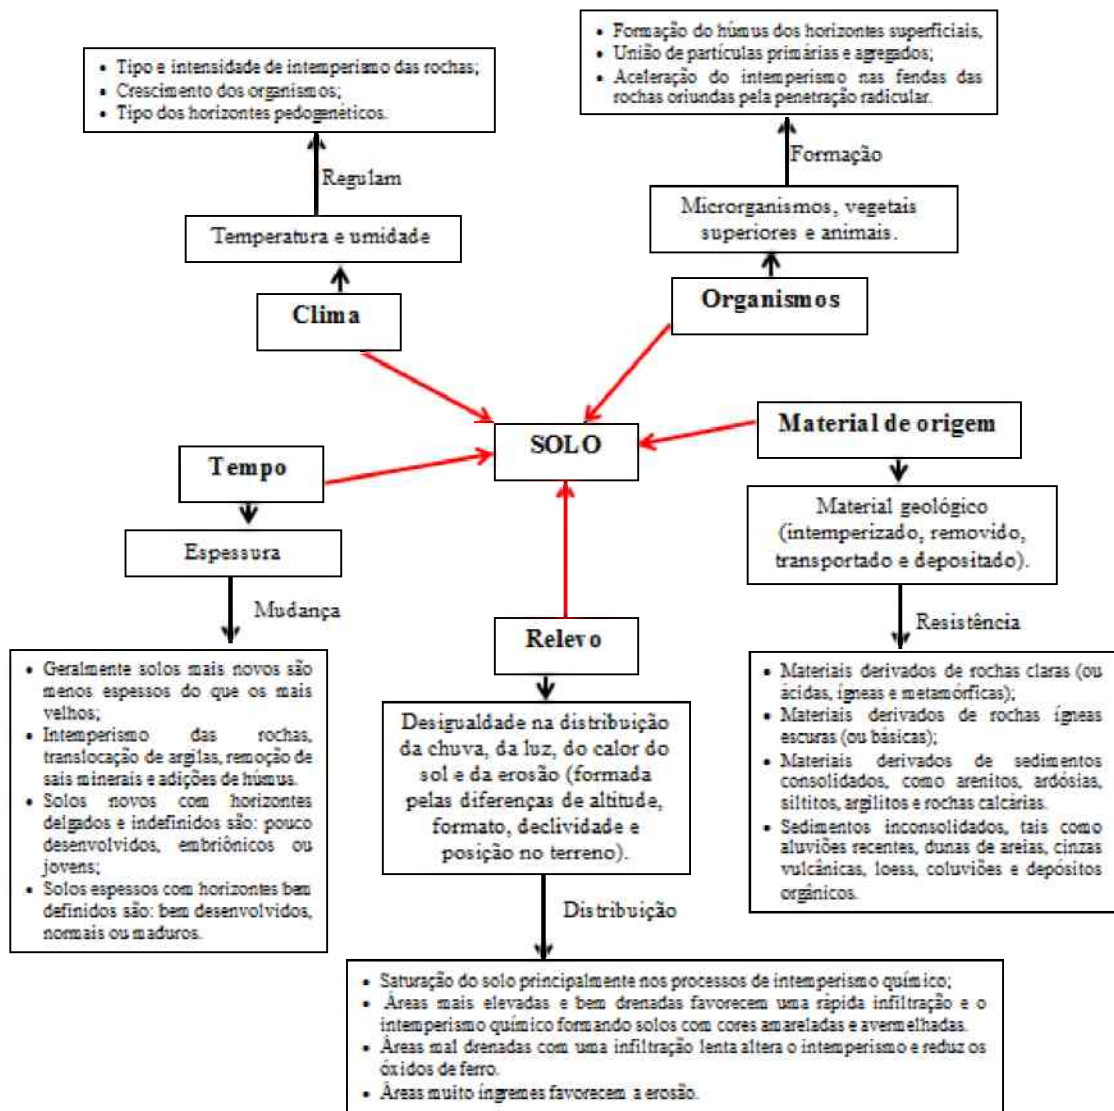 • Tipo e intensidade de intemperismo das rochas;
• Crescimento dos organismos;
• Tipo dos horizontes pedogenéticos.
Regulam
Temperatura e umidade
Clima
• Formação do húmus dos horizontes superficiais,
• União de partículas primárias e agregados;
• Aceleração do intemperismo nas fendas das
rochas oriundas pela penetração radicular.
Formação
Microrganismos, vegetais
superiores e animais.
Organismos
SOLO
Tempo
Espessura
Mudança
• Geralmente solos mais novos são
menos espessos do que os mais
velhos;
• Intemperismo das rochas,
translocação de argilas, remoção de
sais minerais e adições de húmus.
• Solos novos com horizontes
delgados e indefinidos são: pouco
desenvolvidos, embriônicos ou
jovens;
• Solos espessos com horizontes bem
definidos são: bem desenvolvidos,
normais ou maduros.
Relevo
Desigualdade na distribuição
da chuva, da luz, do calor do
sol e da erosão (formada
pelas diferenças de altitude,
formato, declividade e
posição no terreno).
Distribuição
• Saturação do solo principalmente nos processos de intemperismo químico;
• Áreas mais elevadas e bem drenadas favorecem uma rápida infiltração e o
intemperismo químico formando solos com cores amareladas e avermelhadas.
• Áreas mal drenadas com uma infiltração lenta altera o intemperismo e reduz os
óxidos de ferro.
• Áreas muito íngremes favorecem a erosão.
Material de origem
Material geológico
(intemperizado, removido,
transportado e depositado).
Resistência
• Materiais derivados de rochas claras (ou
ácidas, ígneas e metamórficas);
• Materiais derivados de rochas ígneas
escuras (ou básicas);
• Materiais derivados de sedimentos
consolidados, como arenitos, ardósias,
siltitos, argilitos e rochas calcárias.
• Sedimentos inconsolidados, tais como
aluviões recentes, dunas de areias, cinzas
vulcânicas, loess, coluviões e depósitos
orgânicos.